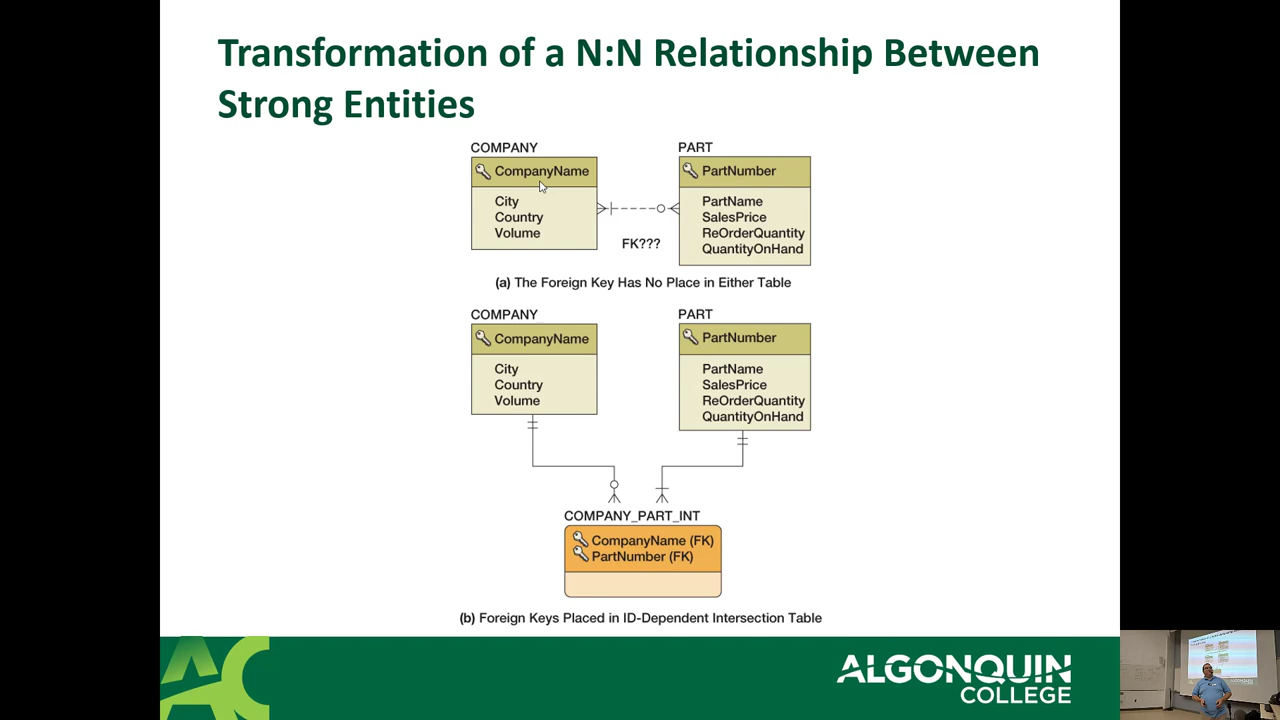 Transformation of a N:N Relationship Between
Strong Entities
COMPANY
CompanyName
City
Country
Volume
FK???
PART
PartNumber
PartName
SalesPrice
ReOrderQuantity
QuantityOnHand
(a) The Foreign Key Has No Place in Either Table
COMPANY
CompanyName
City
Country
Volume
PART
PartNumber
PartName
SalesPrice
ReOrderQuantity
QuantityOnHand
COMPANY_PART_INT
CompanyName (FK)
PartNumber (FK)
(b) Foreign Keys Placed in ID-Dependent Intersection Table
AC
ALGONQUIN
COLLEGE